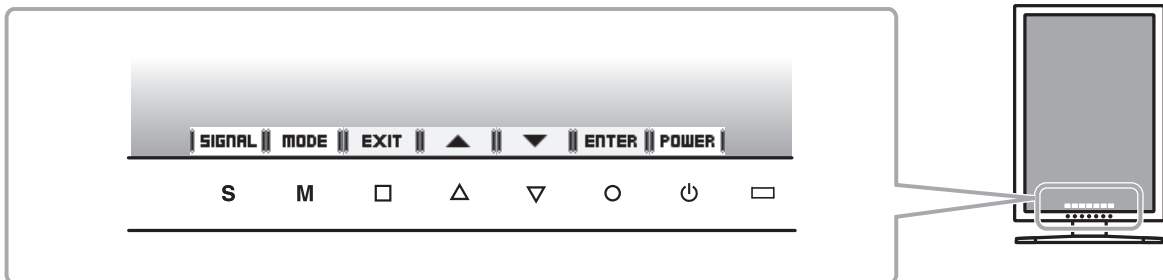 SIGNAL MODE EXIT ▲ ▼ ENTER POWER
S M □ △ ▽ ○ ⏻ ▭